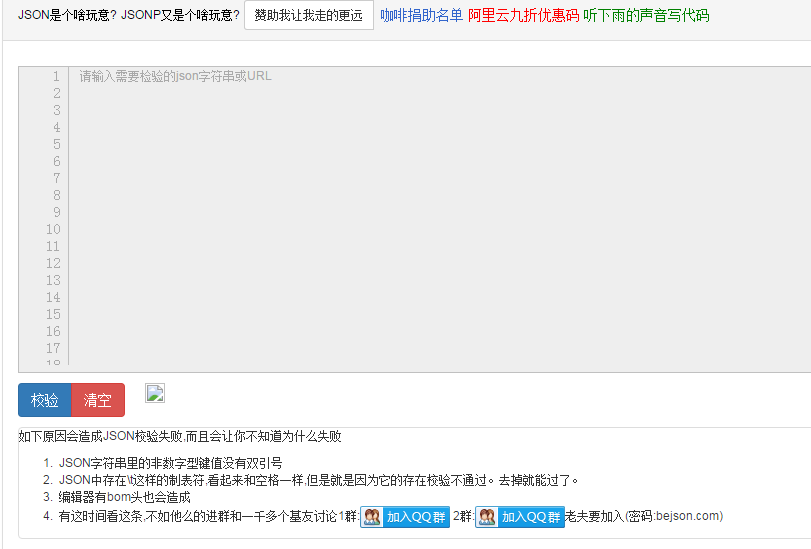 JSON是个啥玩意? JSONP又是个啥玩意? 赞助我让我走的更远 咖啡捐助名单 阿里云九折优惠码 听下雨的声音写代码
1 请输入需要检验的json字符串或URL
2
3
4
5
6
7
8
9
10
11
12
13
14
15
16
17
18
校验 清空
如下原因会造成JSON校验失败,而且会让你不知道为什么失败
1. JSON字符串里的非数字型键值没有双引号
2. JSON中存在\t这样的制表符,看起来和空格一样,但是就是因为它的存在校验不通过。去掉就能过了。
3. 编辑器有bom头也会造成
4. 有这时间看这条,不如他么的进群和一千多个基友讨论1群: 加入QQ群 2群: 加入QQ群 老夫要加入(密码:bejson.com)